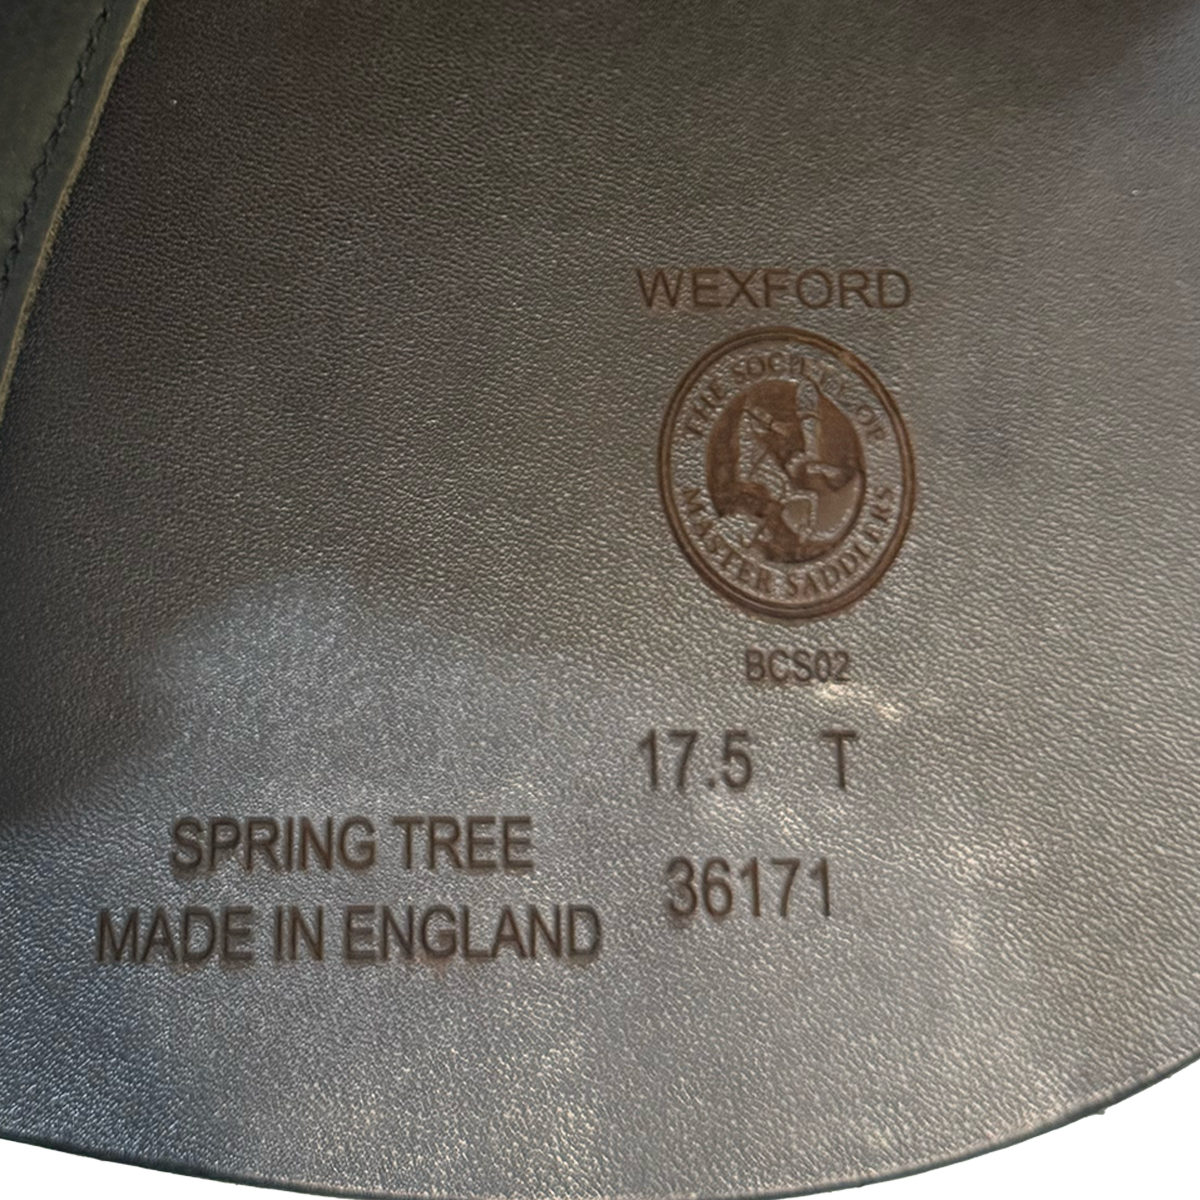 WEXFORD
THE SOCIETY OF
MASTER SADDLERS
BCS02
17.5 T
SPRING TREE
36171
MADE IN ENGLAND